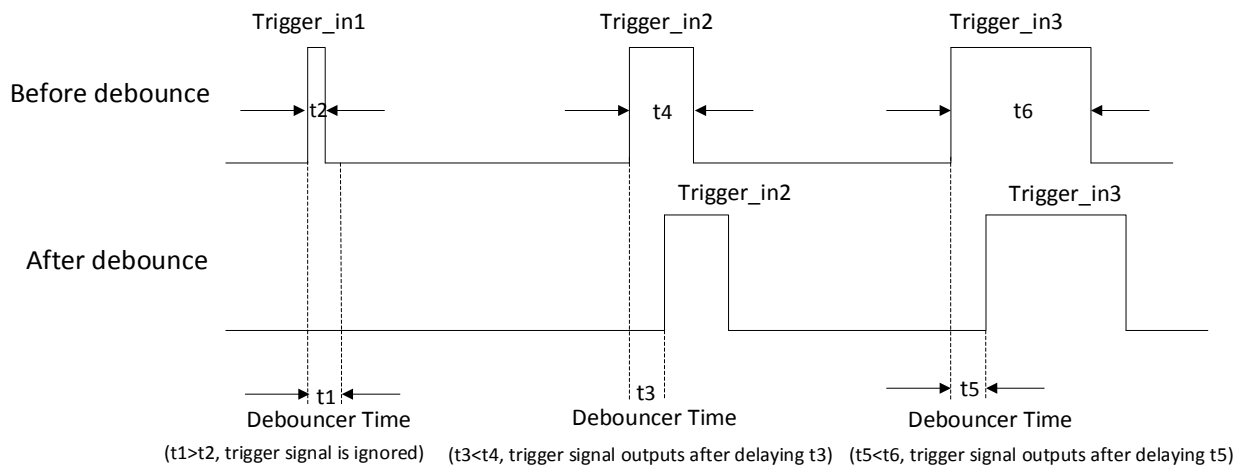 Trigger_in1
Trigger_in2
Trigger_in3
Before debounce
t2
t4
t6
Trigger_in2
Trigger_in3
After debounce
t1
t3
t5
Debouncer Time
Debouncer Time
Debouncer Time
(t1>t2, trigger signal is ignored)
(t3<t4, trigger signal outputs after delaying t3)
(t5<t6, trigger signal outputs after delaying t5)